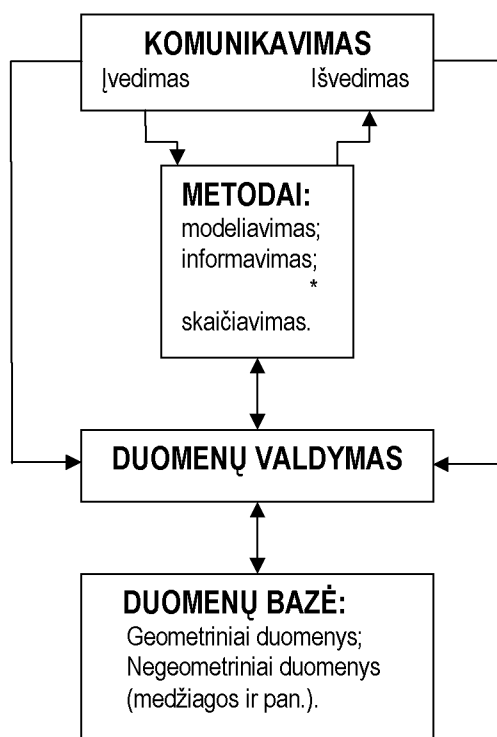 KOMUNIKAVIMAS
Įvedimas Išvedimas
METODAI:
modeliavimas;
informavimas;
*
skaičiavimas.
DUOMENŲ VALDYMAS
DUOMENŲ BAZĖ:
Geometriniai duomenys;
Negeometriniai duomenys
(medžiagos ir pan.).